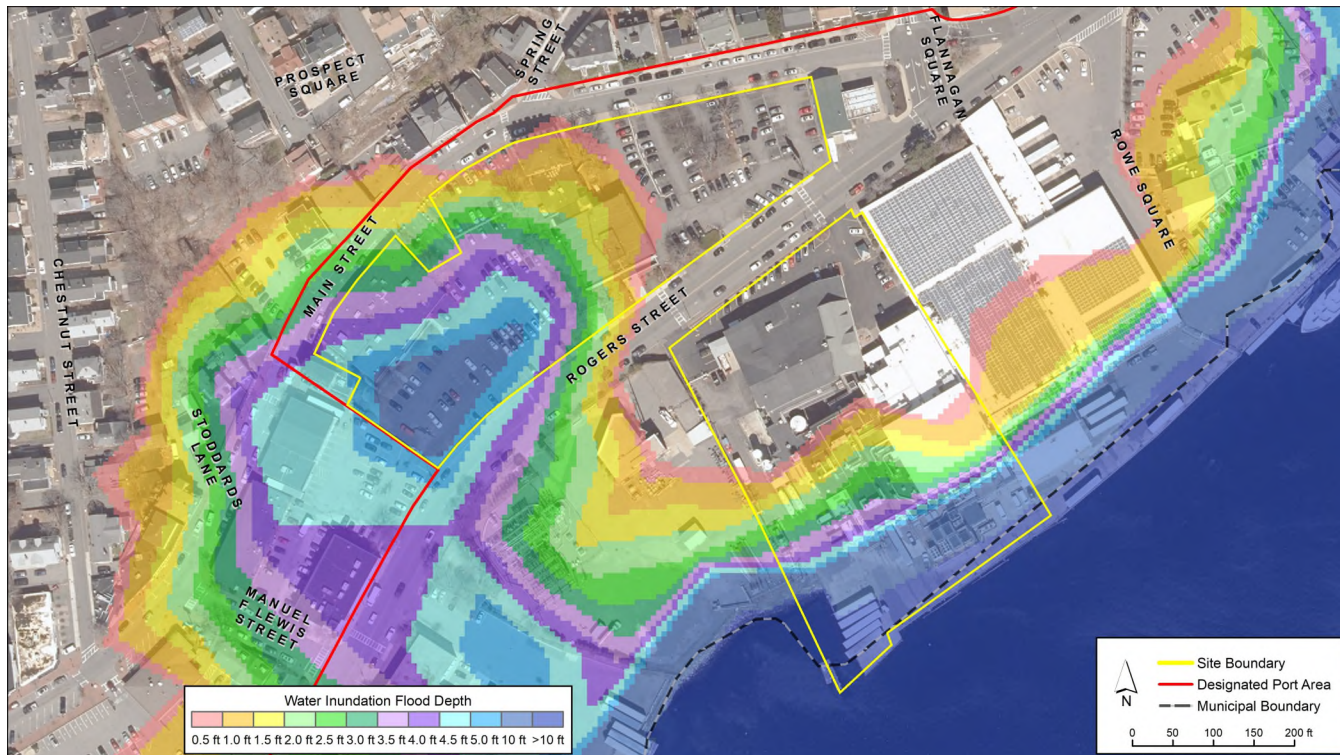 PROSPECT
SQUARE
SPRING
STREET
FLANNAGAN
SQUARE
ROWE SQUARE
CHESTNUT STREET
MAIN STREET
ROGERS STREET
STODDARDS
LANE
MANUEL
F LEWIS
STREET
Water Inundation Flood Depth
0.5 ft 1.0 ft 1.5 ft 2.0 ft 2.5 ft 3.0 ft 3.5 ft 4.0 ft 4.5 ft 5.0 ft 10 ft >10 ft
Site Boundary
Designated Port Area
Municipal Boundary
N
0 50 100 200 ft